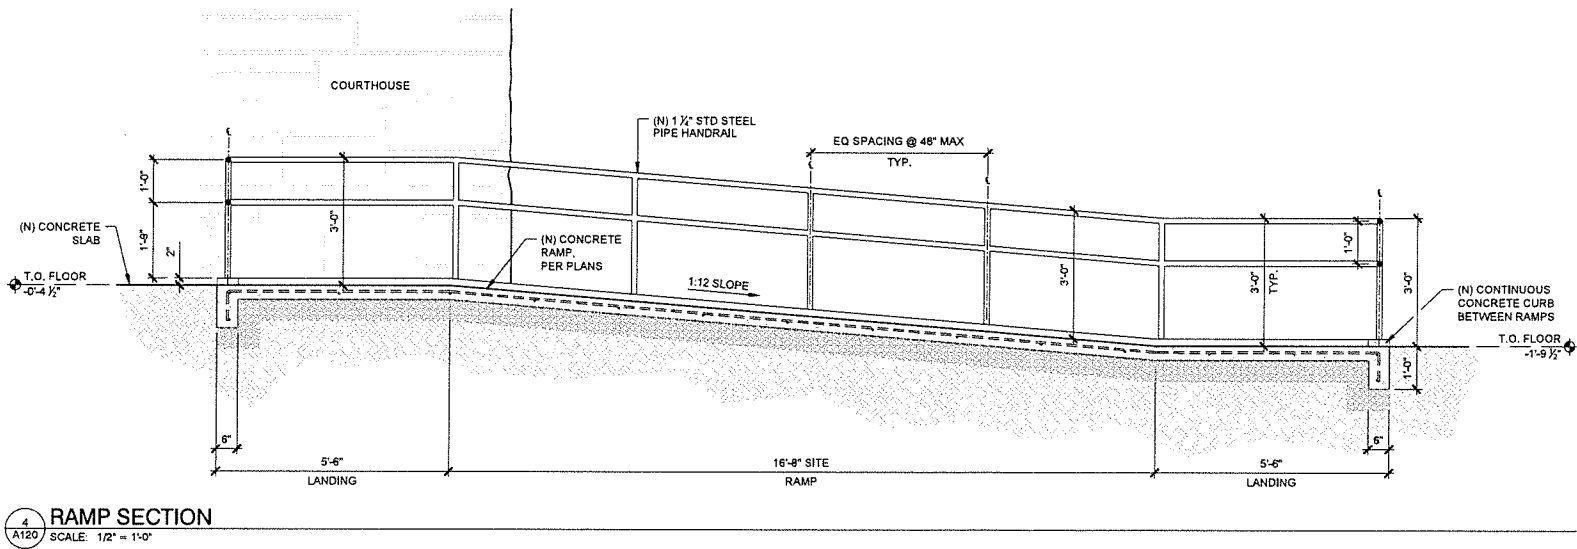 COURTHOUSE
(N) 1 ¼" STD STEEL
PIPE HANDRAIL
EQ SPACING @ 48" MAX
TYP.
℄
℄
℄
℄
1'-0"
1'-9"
2"
3'-0"
(N) CONCRETE
SLAB
T.O. FLOOR
-0'-4 ½"
(N) CONCRETE
RAMP,
PER PLANS
1:12 SLOPE
3'-0"
3'-0"
TYP.
1'-0"
3'-0"
1'-0"
(N) CONTINUOUS
CONCRETE CURB
BETWEEN RAMPS
T.O. FLOOR
-1'-9 ½"
6"
6"
5'-6"
LANDING
16'-8" SITE
RAMP
5'-6"
LANDING
4
A120
RAMP SECTION
SCALE: 1/2" = 1'-0"